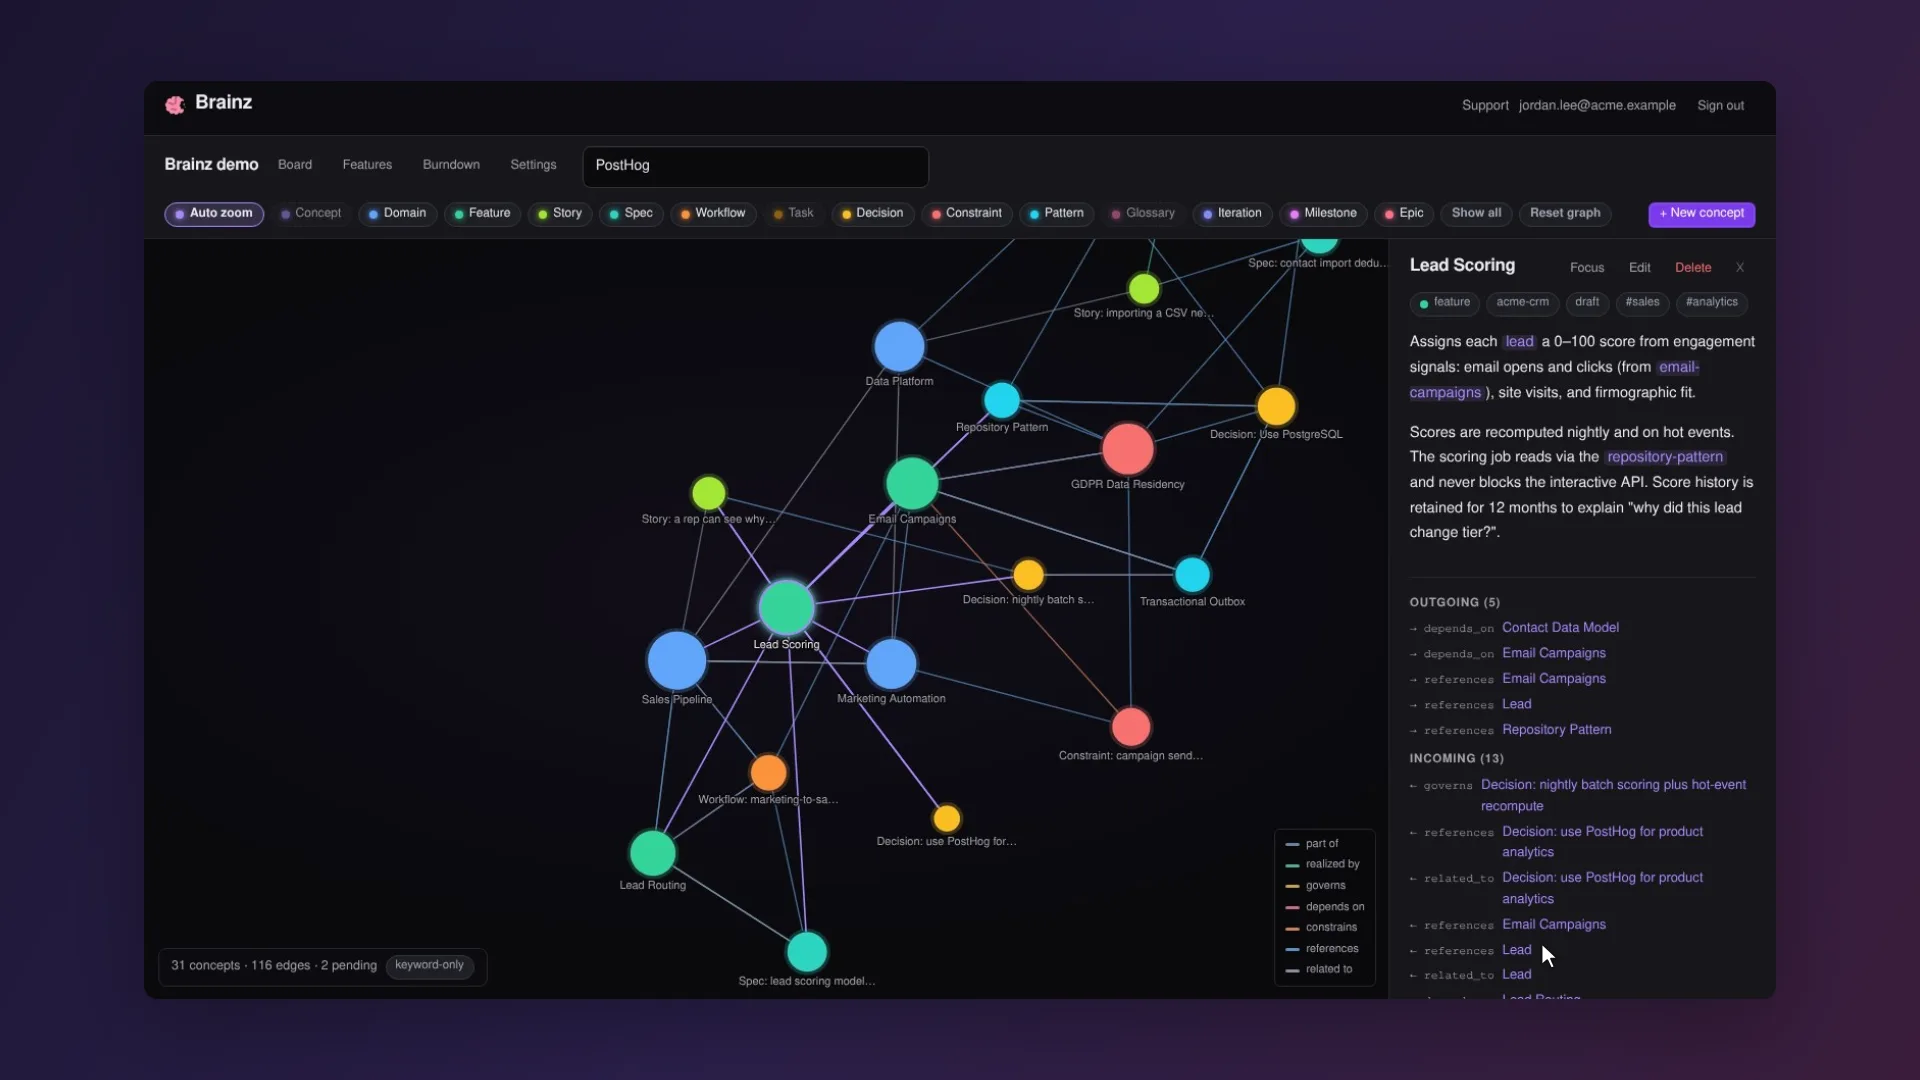 Brainz
Support jordan.lee@acme.example Sign out
Brainz demo Board Features Burndown Settings PostHog
Auto zoom Concept Domain Feature Story Spec Workflow Task Decision Constraint Pattern Glossary Iteration Milestone Epic Show all Reset graph + New concept
Spec: contact import dedu...
Story: importing a CSV ne...
Data Platform
Repository Pattern
Decision: Use PostgreSQL
GDPR Data Residency
Story: a rep can see why...
Email Campaigns
Decision: nightly batch s...
Transactional Outbox
Lead Scoring
Sales Pipeline
Marketing Automation
Constraint: campaign send...
Workflow: marketing-to-sa...
Decision: use PostHog for...
Lead Routing
Spec: lead scoring model...
31 concepts · 116 edges · 2 pending keyword-only
part of
realized by
governs
depends on
constrains
references
related to
Lead Scoring Focus Edit Delete X
feature acme-crm draft #sales #analytics
Assigns each lead a 0–100 score from engagement
signals: email opens and clicks (from email-
campaigns ), site visits, and firmographic fit.
Scores are recomputed nightly and on hot events.
The scoring job reads via the repository-pattern
and never blocks the interactive API. Score history is
retained for 12 months to explain "why did this lead
change tier?".
OUTGOING (5)
→ depends_on Contact Data Model
→ depends_on Email Campaigns
→ references Email Campaigns
→ references Lead
→ references Repository Pattern
INCOMING (13)
← governs Decision: nightly batch scoring plus hot-event
recompute
← references Decision: use PostHog for product
analytics
← related_to Decision: use PostHog for product
analytics
← references Email Campaigns
← references Lead
← related_to Lead
Lead Routing